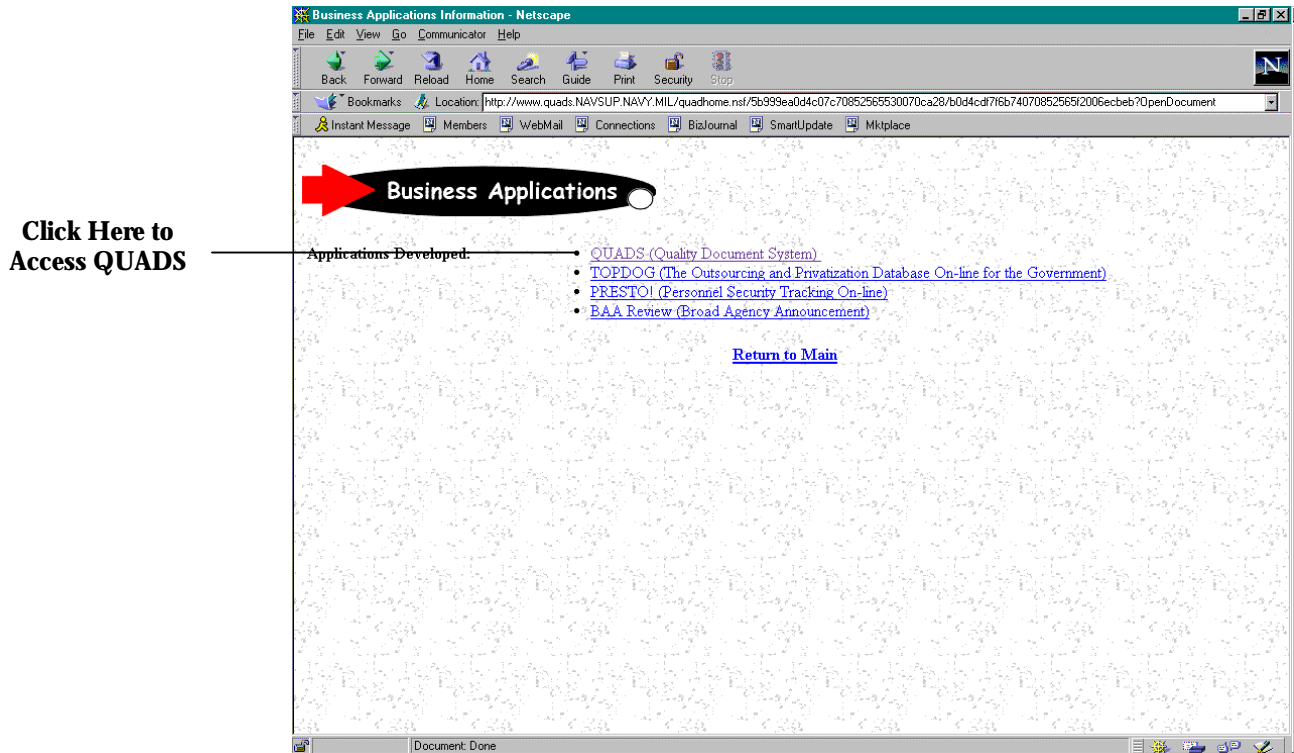 Business Applications Information - Netscape
File Edit View Go Communicator Help
Back Forward Reload Home Search Guide Print Security Stop
N
Bookmarks Location: http://www.quads.NAVSUP.NAVY.MIL/quadhome.nsf/5b999ea0d4c07c70852565530070ca28/b0d4cdf7f6b74070852565f2006ecbeb?OpenDocument
Instant Message Members WebMail Connections BizJournal SmartUpdate Mktplace
Business Applications
Click Here to
Access QUADS
Applications Developed:
• QUADS (Quality Document System)
• TOPDOG (The Outsourcing and Privatization Database On-line for the Government)
• PRESTO! (Personnel Security Tracking On-line)
• BAA Review (Broad Agency Announcement)
Return to Main
Document: Done